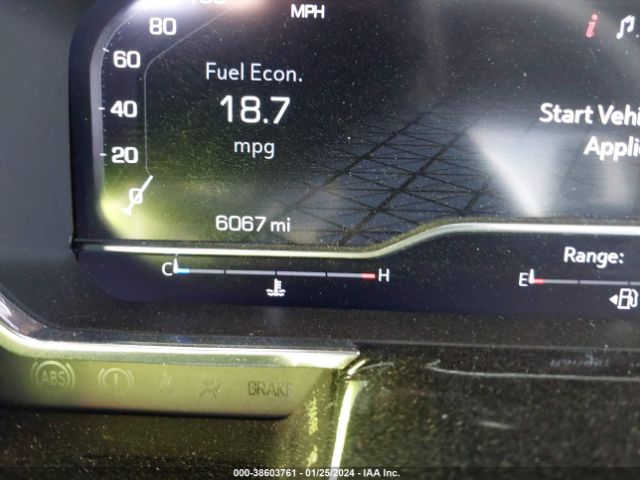 MPH
80
60
40
20
0
Fuel Econ.
18.7
mpg
i
Start Vehi
Applic
6067 mi
C
H
Range:
E
ABS
BRAKE
000-38603761 - 01/25/2024 - IAA Inc.